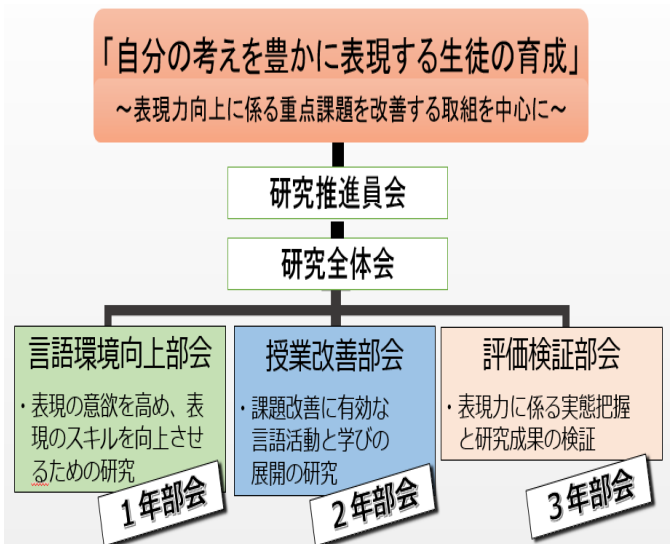 「自分の考えを豊かに表現する生徒の育成」
～表現力向上に係る重点課題を改善する取組を中心に～
研究推進員会
研究全体会
言語環境向上部会
・表現の意欲を高め、表
現のスキルを向上させ
るための研究
1年部会
授業改善部会
・課題改善に有効な
言語活動と学びの
展開の研究
2年部会
評価検証部会
・表現力に係る実態把握
と研究成果の検証
3年部会